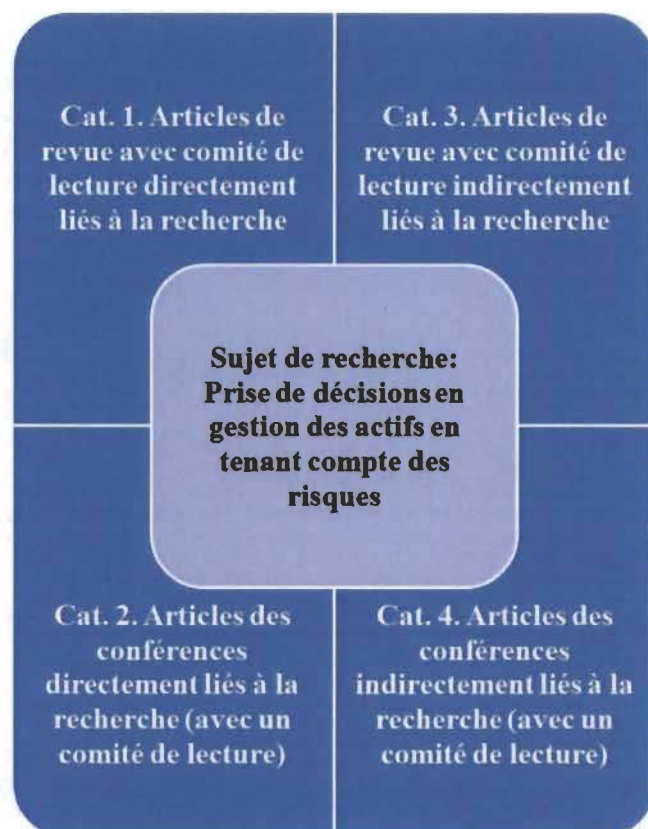 Cat. 1. Articles de
revue avec comité de
lecture directement
liés à la recherche
Cat. 3. Articles de
revue avec comité de
lecture indirectement
liés à la recherche
Sujet de recherche:
Prise de décisions en
gestion des actifs en
tenant compte des
risques
Cat. 2. Articles des
conférences
directement liés à la
recherche (avec un
comité de lecture)
Cat. 4. Articles des
conférences
indirectement liés à la
recherche (avec un
comité de lecture)